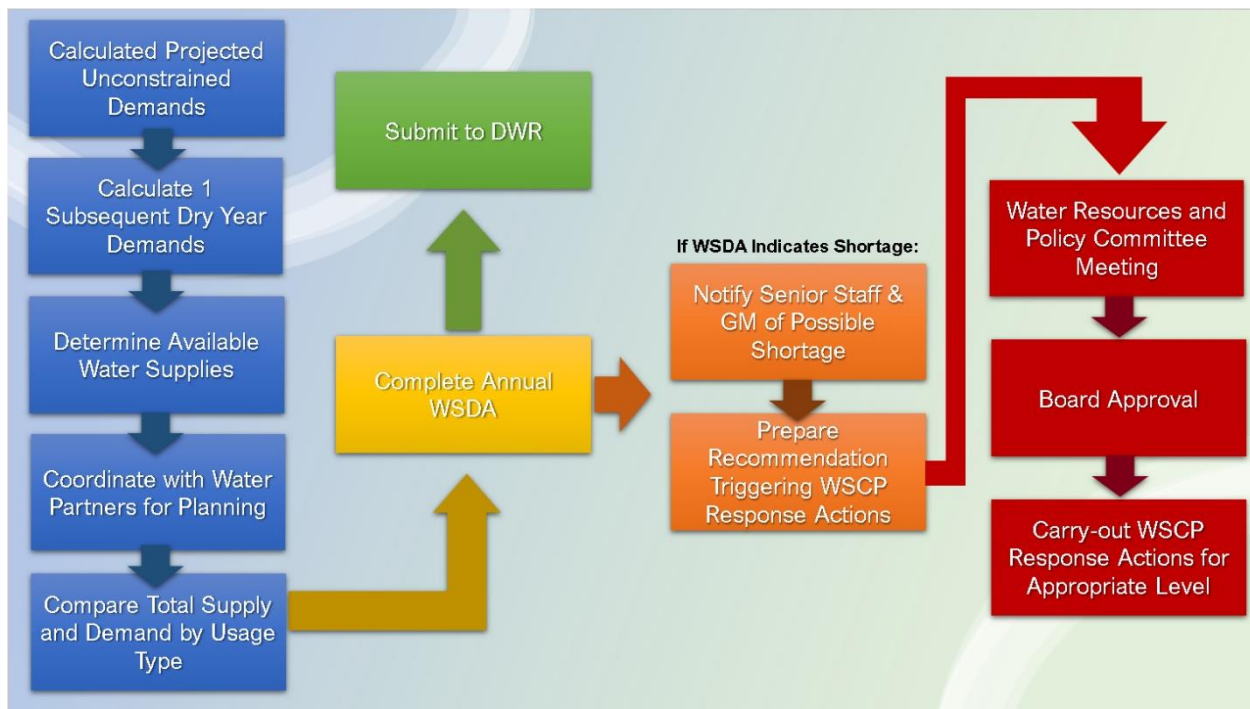 Calculated Projected
Unconstrained
Demands
Calculate 1
Subsequent Dry Year
Demands
Determine Available
Water Supplies
Coordinate with Water
Partners for Planning
Compare Total Supply
and Demand by Usage
Type
Submit to DWR
Complete Annual
WSDA
If WSDA Indicates Shortage:
Notify Senior Staff &
GM of Possible
Shortage
Prepare
Recommendation
Triggering WSCP
Response Actions
Water Resources and
Policy Committee
Meeting
Board Approval
Carry-out WSCP
Response Actions for
Appropriate Level